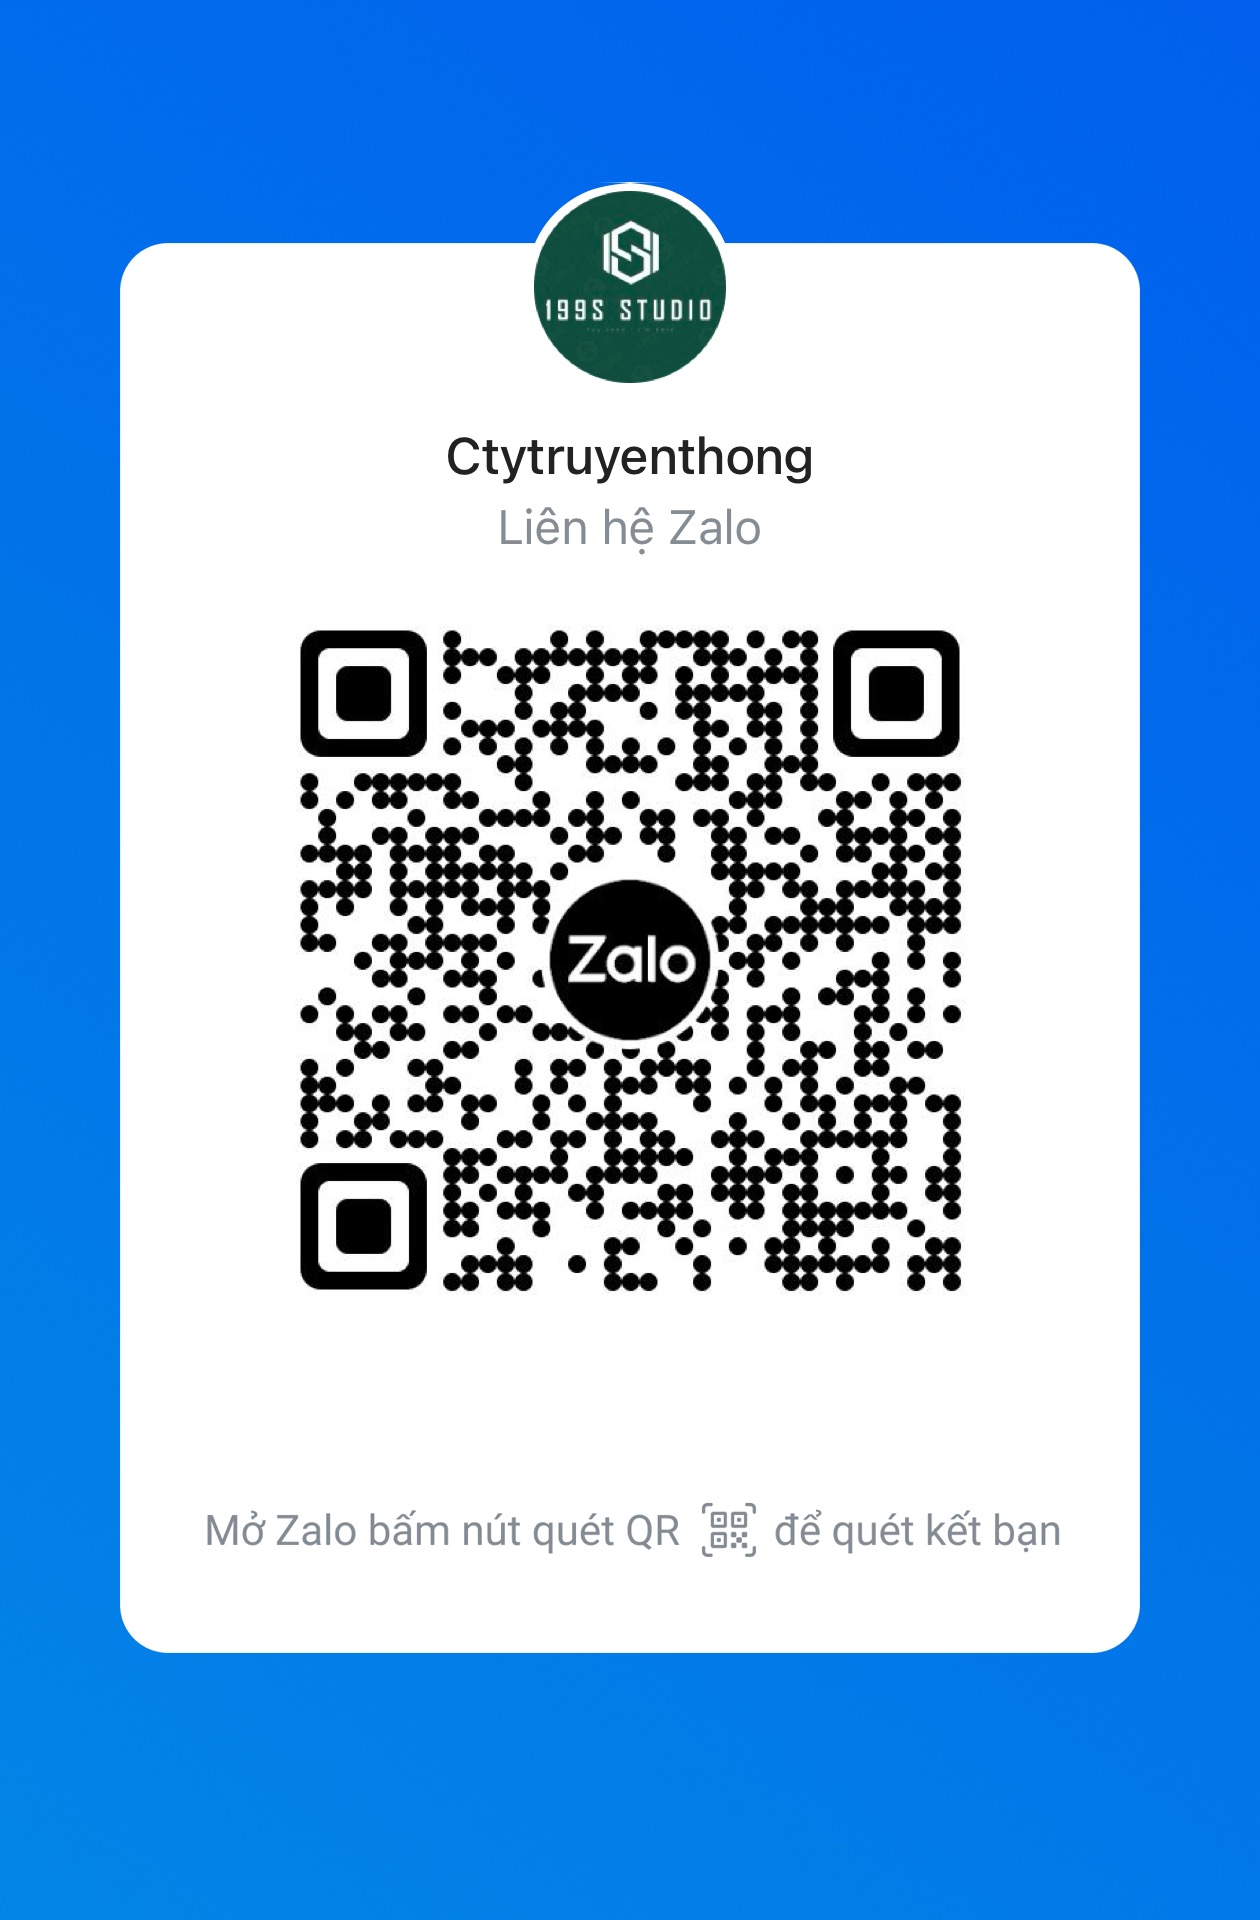 199S STUDIO
Ctytruyenthong
Liên hệ Zalo
Zalo
Mở Zalo bấm nút quét QR để quét kết bạn